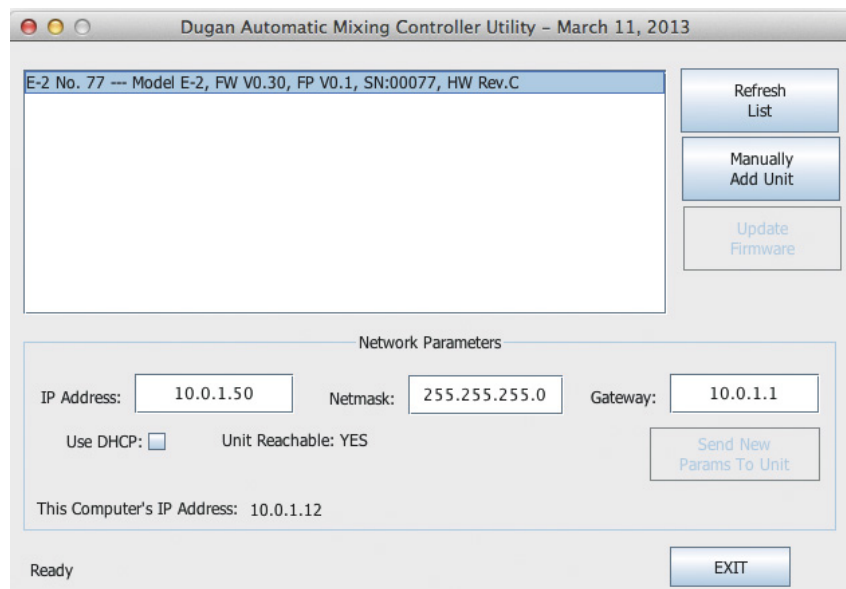 Dugan Automatic Mixing Controller Utility – March 11, 2013
E-2 No. 77 --- Model E-2, FW V0.30, FP V0.1, SN:00077, HW Rev.C
Refresh
List
Manually
Add Unit
Update
Firmware
Network Parameters
IP Address: 10.0.1.50 Netmask: 255.255.255.0 Gateway: 10.0.1.1
Use DHCP: Unit Reachable: YES
Send New
Params To Unit
This Computer's IP Address: 10.0.1.12
Ready
EXIT